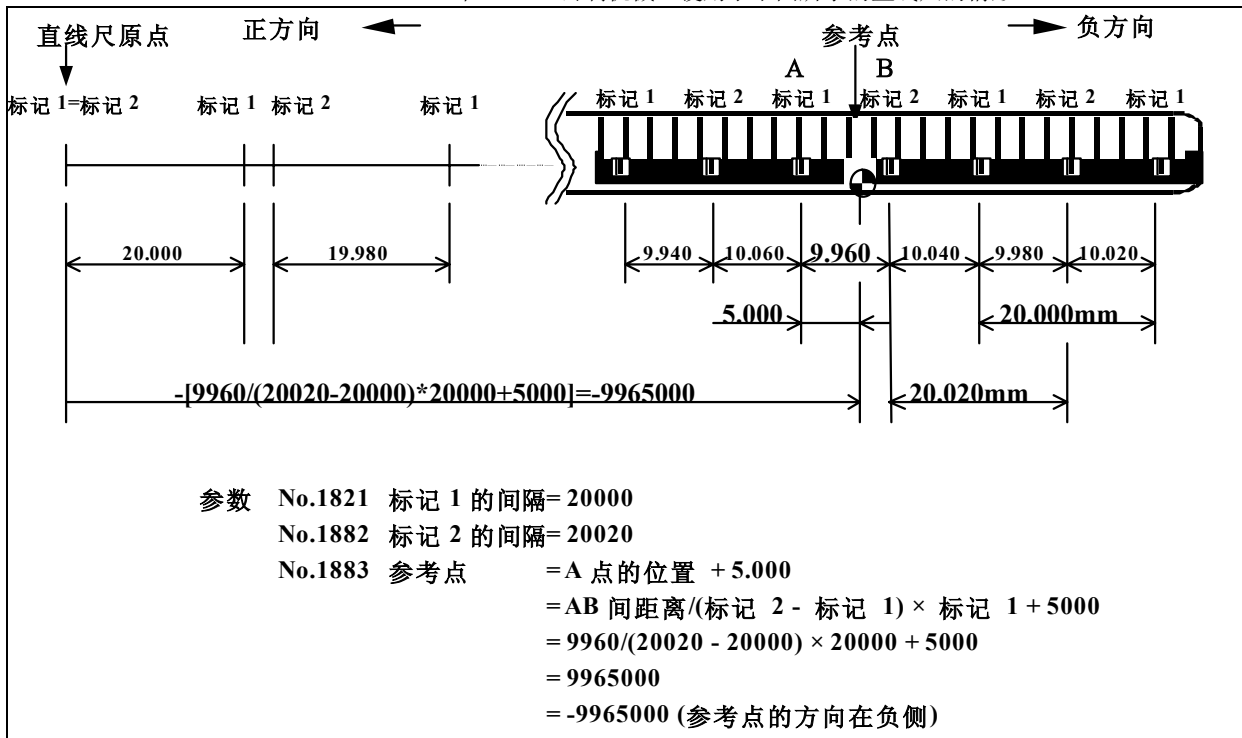 直线尺原点 正方向 参考点 负方向
A B
标记 1=标记 2 标记 1 标记 2 标记 1 标记 1 标记 2 标记 1 标记 2 标记 1 标记 2 标记 1
20.000 19.980 9.940 10.060 9.960 10.040 9.980 10.020
5.000 20.000mm
-[9960/(20020-20000)*20000+5000]=-9965000 20.020mm
参数 No.1821 标记 1 的间隔= 20000
No.1882 标记 2 的间隔= 20020
No.1883 参考点 =A 点的位置 + 5.000
=AB 间距离/(标记 2 - 标记 1) × 标记 1 + 5000
= 9960/(20020 - 20000) × 20000 + 5000
= 9965000
= -9965000 (参考点的方向在负侧)